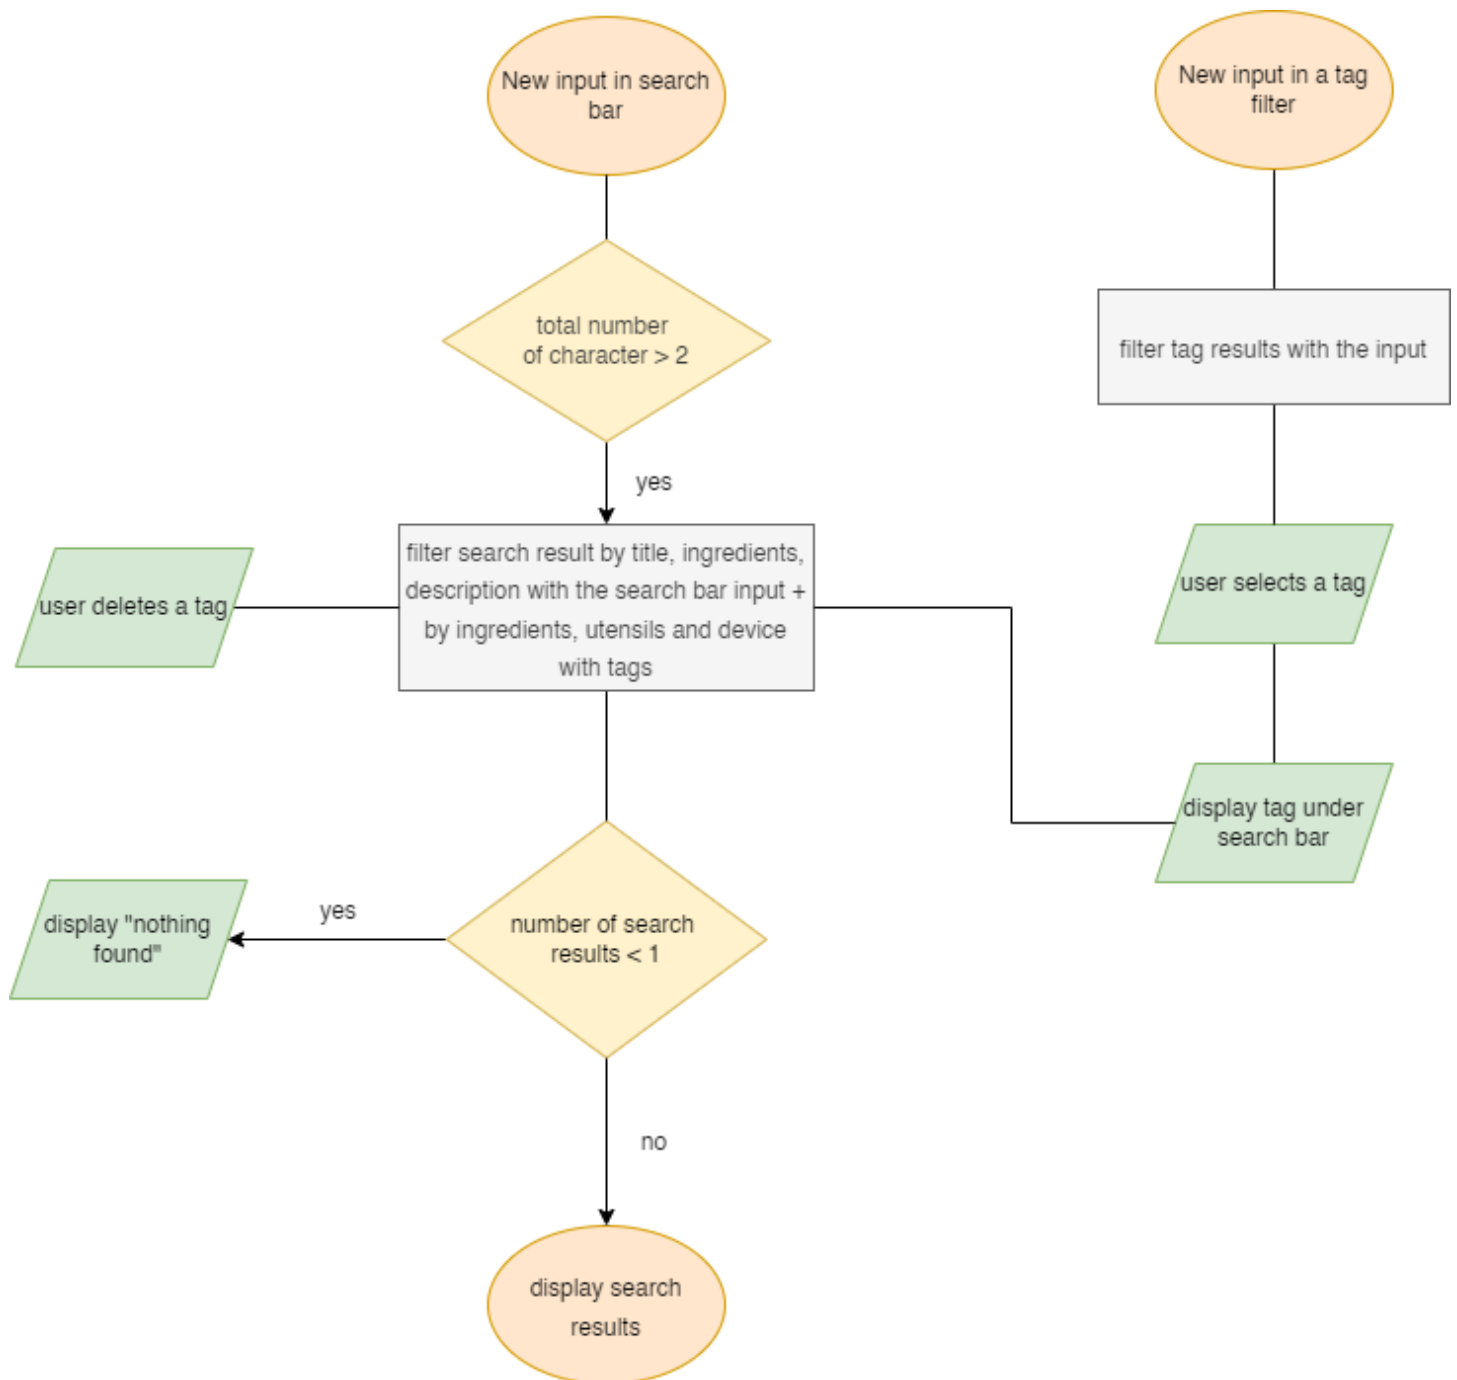 New input in search
bar
New input in a tag
filter
total number
of character > 2
filter tag results with the input
yes
filter search result by title, ingredients,
description with the search bar input +
by ingredients, utensils and device
with tags
user deletes a tag
user selects a tag
display tag under
search bar
number of search
results < 1
yes
display "nothing
found"
no
display search
results